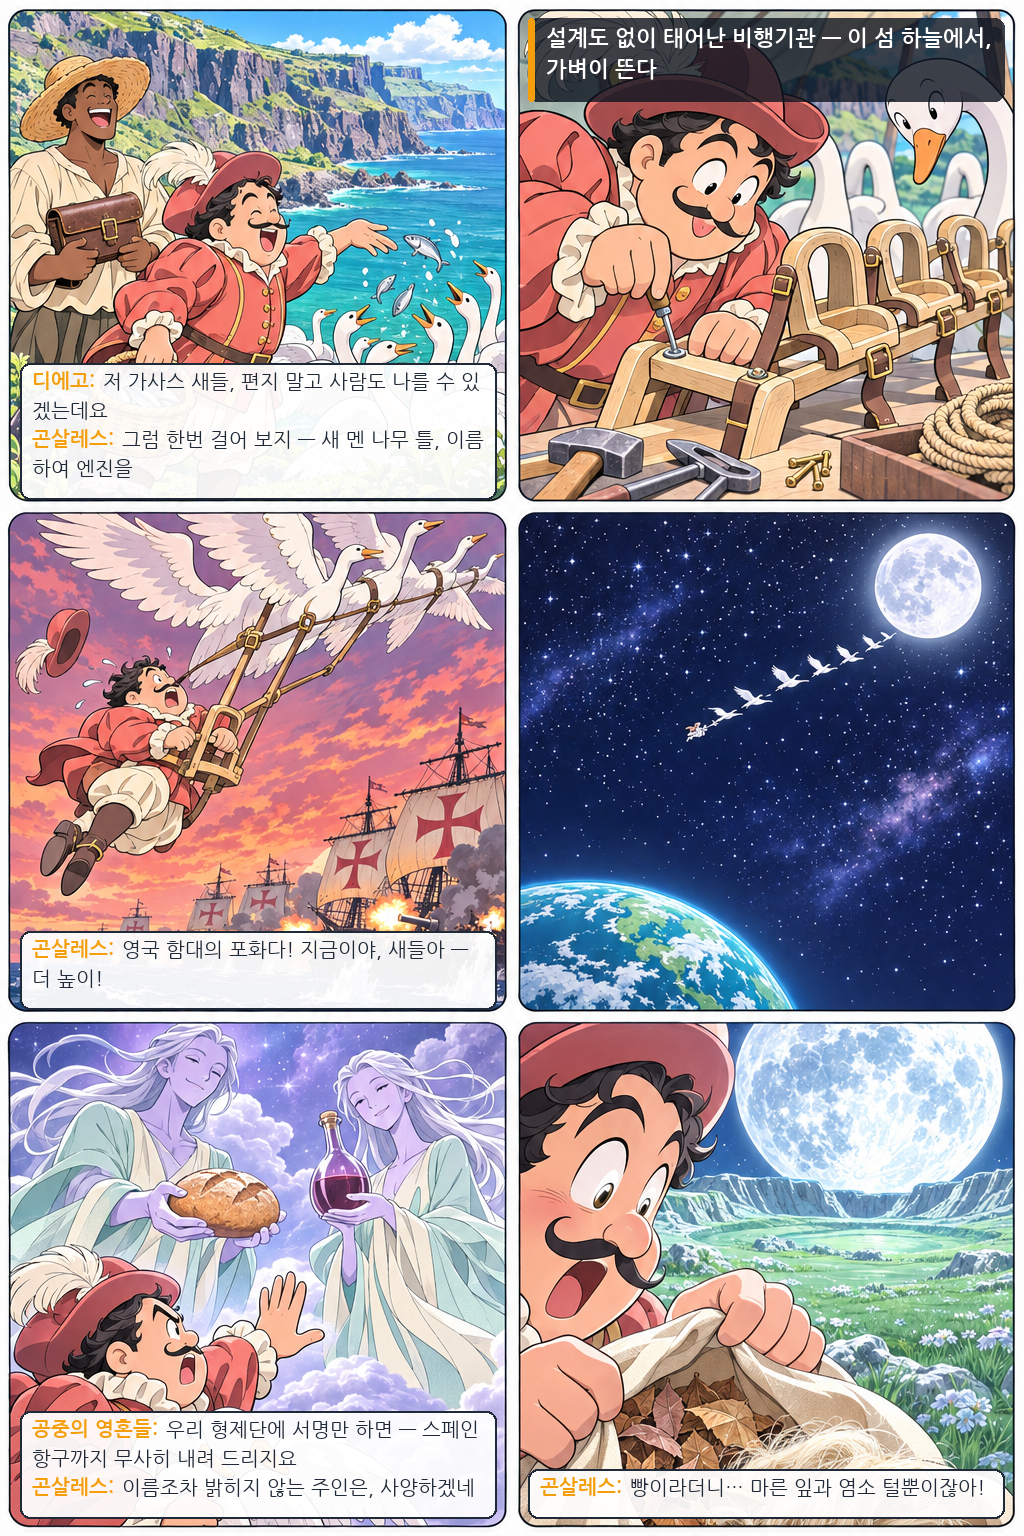 디에고: 저 가사스 새들, 편지 말고 사람도 나를 수 있
겠는데요
곤살레스: 그럼 한번 걸어 보지 — 새 멘 나무 틀, 이름
하여 엔진을
설계도 없이 태어난 비행기관 — 이 섬 하늘에서,
가벼이 뜬다
곤살레스: 영국 함대의 포화다! 지금이야, 새들아 —
더 높이!
공중의 영혼들: 우리 형제단에 서명만 하면 — 스페인
항구까지 무사히 내려 드리지요
곤살레스: 이름조차 밝히지 않는 주인은, 사양하겠네
곤살레스: 빵이라더니… 마른 잎과 염소 털뿐이잖아!